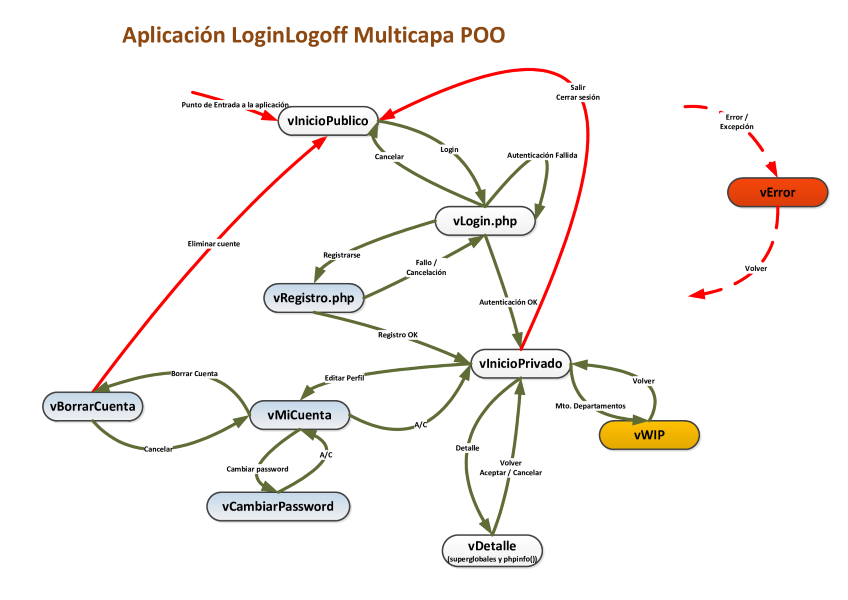 Aplicación LoginLogoff Multicapa POO
Salir
Cerrar sesión
Punto de Entrada a la aplicación
vInicioPublico
Error /
Excepción
Login
Cancelar
Autenticación Fallida
vError
vLogin.php
Eliminar cuente
Registrarse
Fallo /
Cancelación
Volver
vRegistro.php
Autenticación OK
Registro OK
vInicioPrivado
Borrar Cuenta
Editar Perfil
Volver
vBorrarCuenta
vMiCuenta
Mto. Departamentos
A/C
vWIP
Cancelar
Detalle
A/C
Volver
Aceptar / Cancelar
Cambiar password
vCambiarPassword
vDetalle
(superglobales y phpinfo())